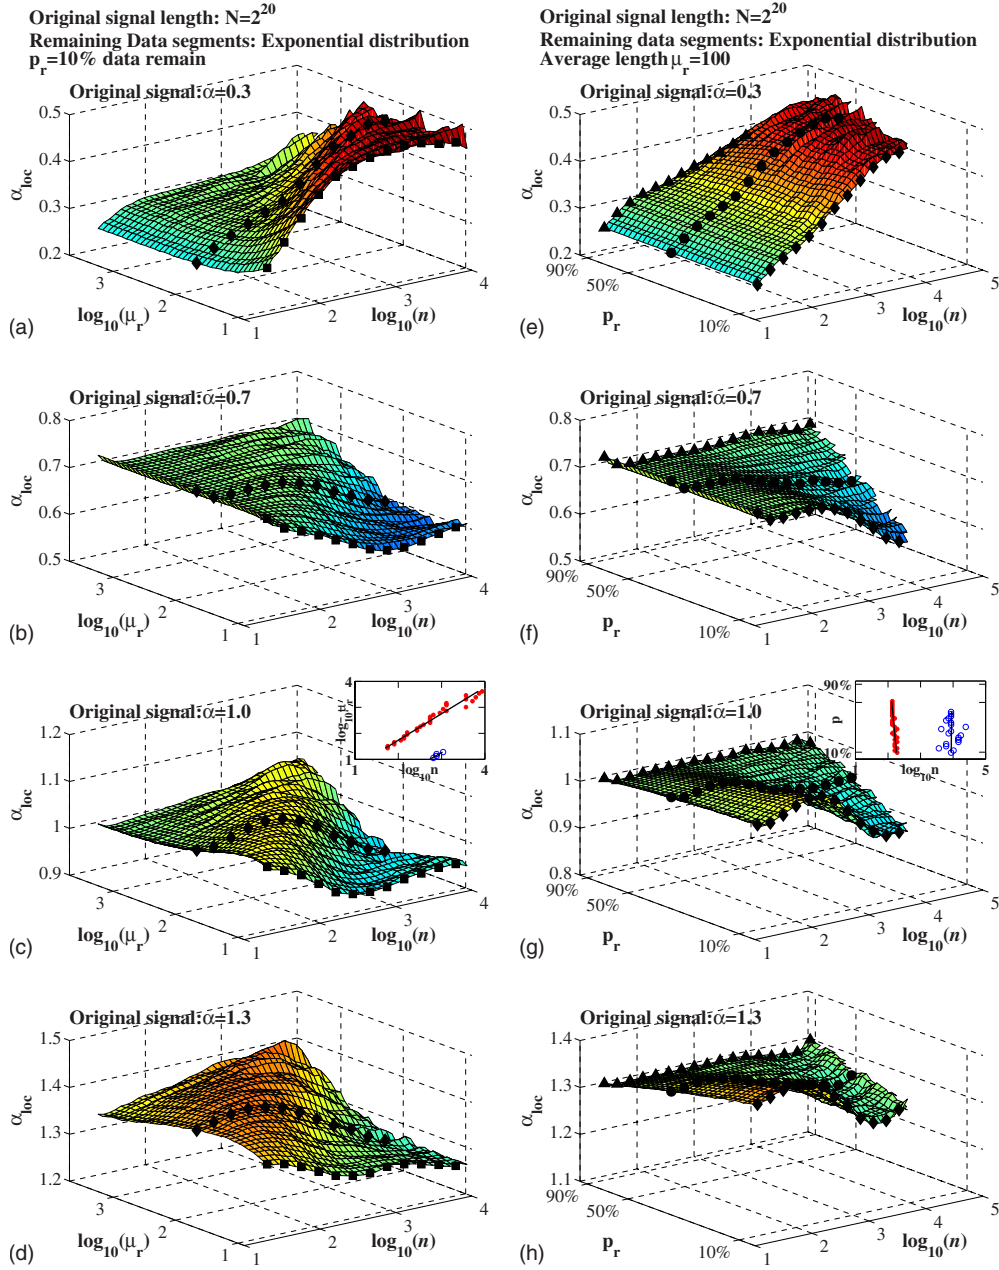 Original signal length: N=2^20
Remaining Data segments: Exponential distribution
p_r=10% data remain
Original signal:α=0.3
0.5
0.4
0.3
0.2
α_loc
3
2
1
log10(μ_r)
1
2
3
4
log10(n)
(a)
Original signal length: N=2^20
Remaining data segments: Exponential distribution
Average length μ_r=100
Original signal:α=0.3
0.5
0.4
0.3
0.2
α_loc
90%
50%
10%
p_r
1
2
3
4
5
log10(n)
(e)
Original signal:α=0.7
0.8
0.7
0.6
0.5
α_loc
3
2
1
log10(μ_r)
1
2
3
4
log10(n)
(b)
Original signal:α=0.7
0.8
0.7
0.6
0.5
α_loc
90%
50%
10%
p_r
1
2
3
4
5
log10(n)
(f)
Original signal:α=1.0
1.2
1.1
1
0.9
α_loc
3
2
1
log10(μ_r)
1
2
3
4
log10(n)
4
1
log10 μ_r
1
4
log10 n
(c)
Original signal:α=1.0
1.1
1
0.9
0.8
α_loc
90%
50%
10%
p_r
1
2
3
4
5
log10(n)
90%
10%
p
1
5
log10 n
(g)
Original signal:α=1.3
1.5
1.4
1.3
1.2
α_loc
3
2
1
log10(μ_r)
1
2
3
4
log10(n)
(d)
Original signal:α=1.3
1.4
1.3
1.2
1.1
α_loc
90%
50%
10%
p_r
1
2
3
4
5
log10(n)
(h)